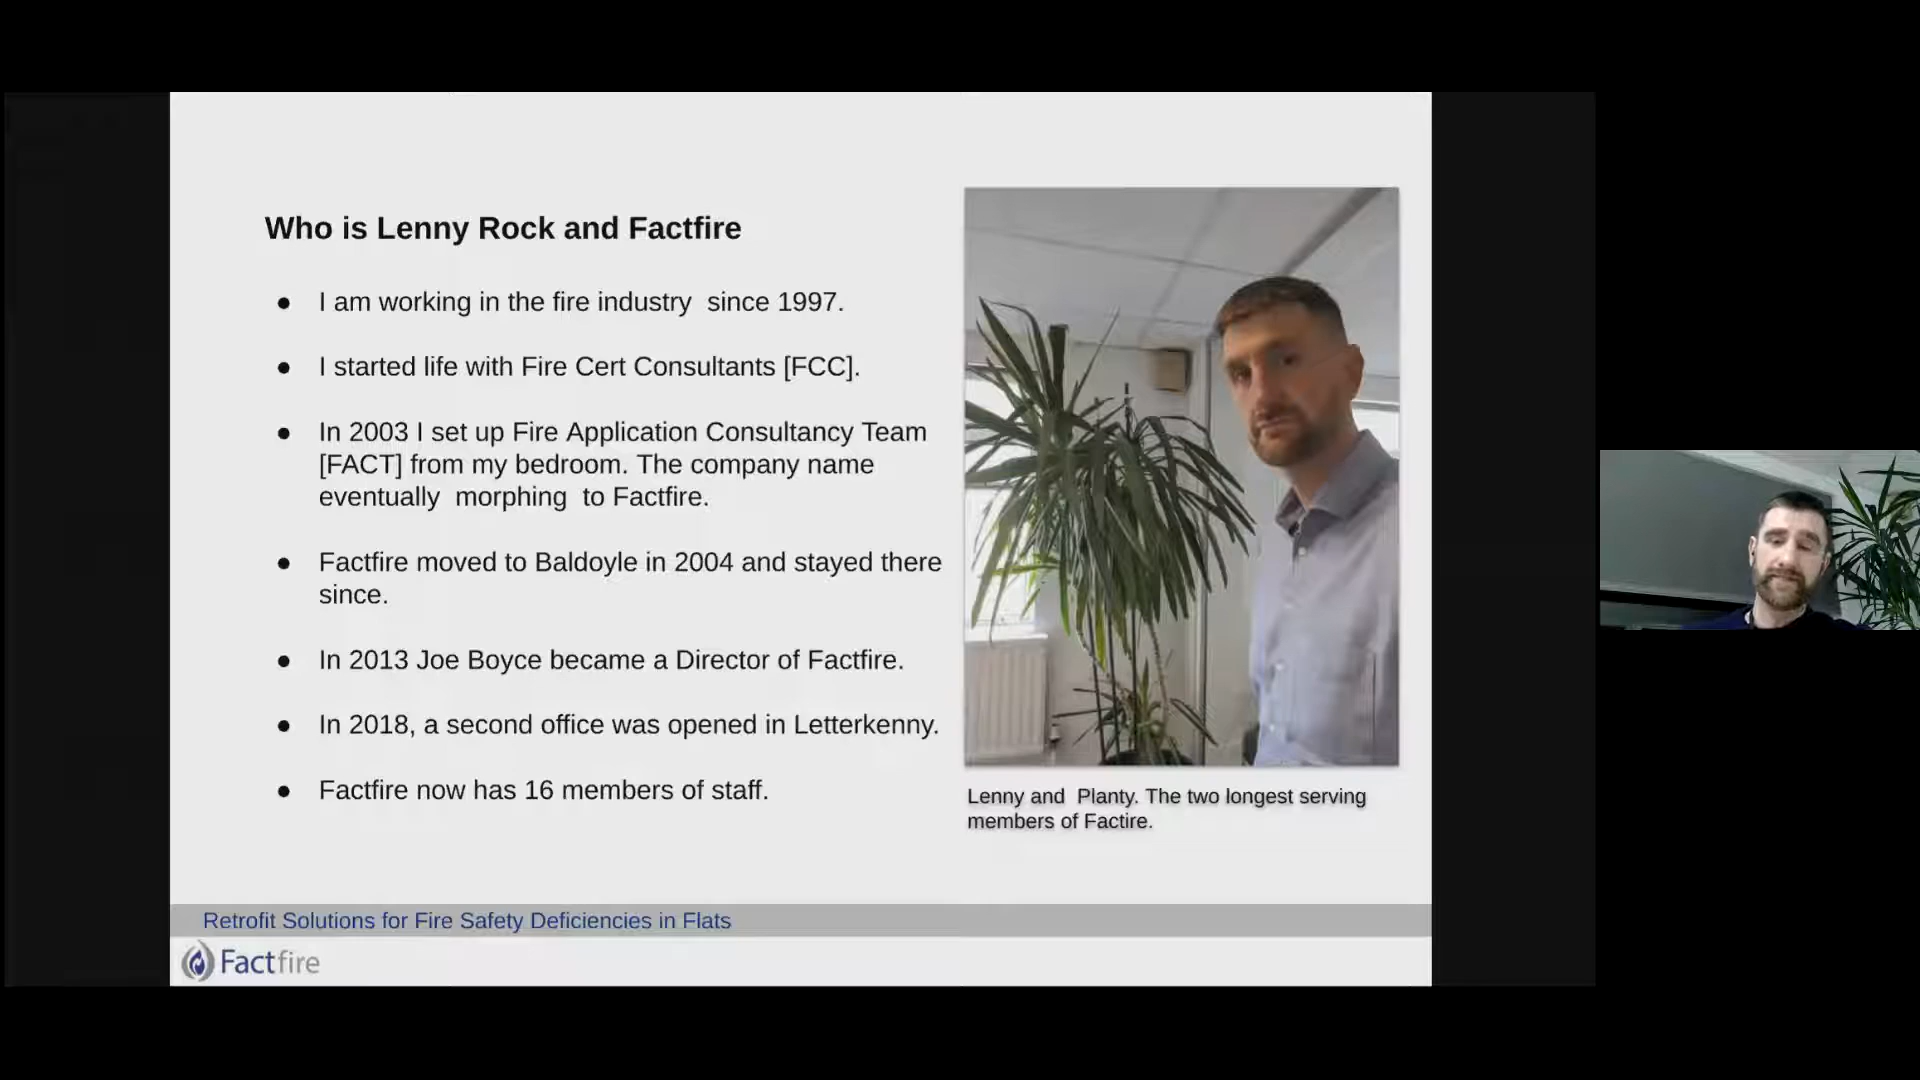 Who is Lenny Rock and Factfire
● I am working in the fire industry  since 1997.
● I started life with Fire Cert Consultants [FCC].
● In 2003 I set up Fire Application Consultancy Team
[FACT] from my bedroom. The company name
eventually  morphing  to Factfire.
● Factfire moved to Baldoyle in 2004 and stayed there
since.
● In 2013 Joe Boyce became a Director of Factfire.
● In 2018, a second office was opened in Letterkenny.
● Factfire now has 16 members of staff.
Lenny and  Planty. The two longest serving
members of Factire.
Retrofit Solutions for Fire Safety Deficiencies in Flats
Factfire